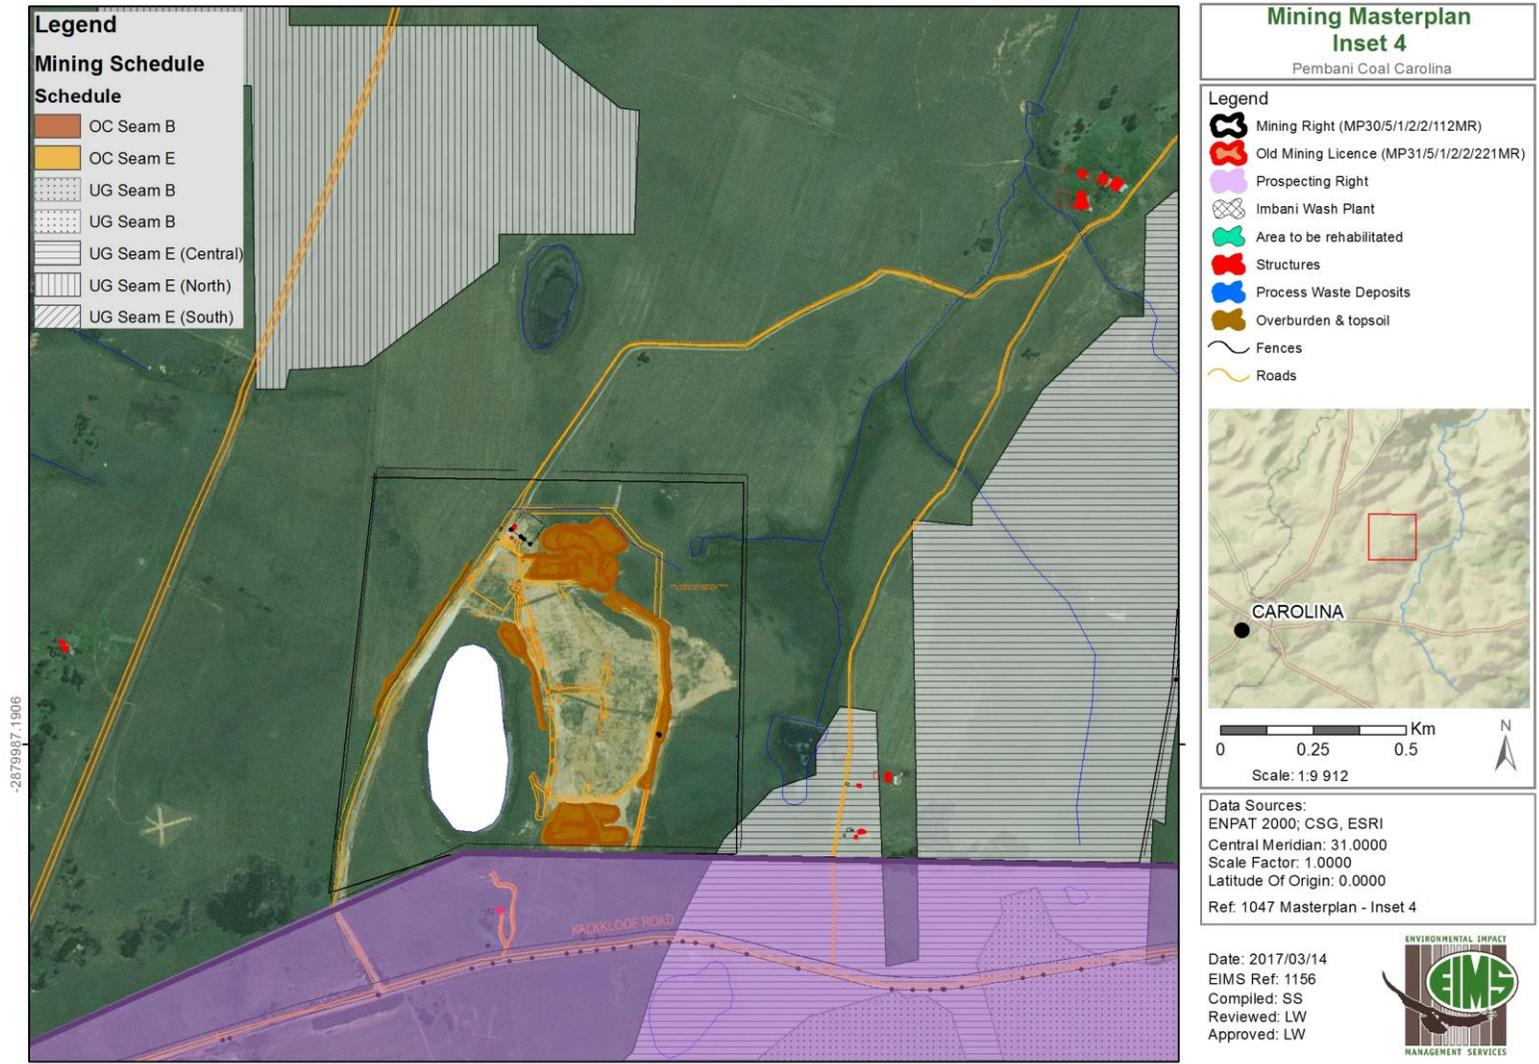 Legend
Mining Schedule
Schedule
OC Seam B
OC Seam E
UG Seam B
UG Seam B
UG Seam E (Central)
UG Seam E (North)
UG Seam E (South)
-2879987.1906
KALKKLOOF ROAD
Mining Masterplan
Inset 4
Pembani Coal Carolina
Legend
Mining Right (MP30/5/1/2/2/112MR)
Old Mining Licence (MP31/5/1/2/2/221MR)
Prospecting Right
Imbani Wash Plant
Area to be rehabilitated
Structures
Process Waste Deposits
Overburden & topsoil
Fences
Roads
CAROLINA
Km
0 0.25 0.5
N
Scale: 1:9 912
Data Sources:
ENPAT 2000; CSG, ESRI
Central Meridian: 31.0000
Scale Factor: 1.0000
Latitude Of Origin: 0.0000
Ref: 1047 Masterplan - Inset 4
Date: 2017/03/14
EIMS Ref: 1156
Compiled: SS
Reviewed: LW
Approved: LW
ENVIRONMENTAL IMPACT
EIMS
MANAGEMENT SERVICES